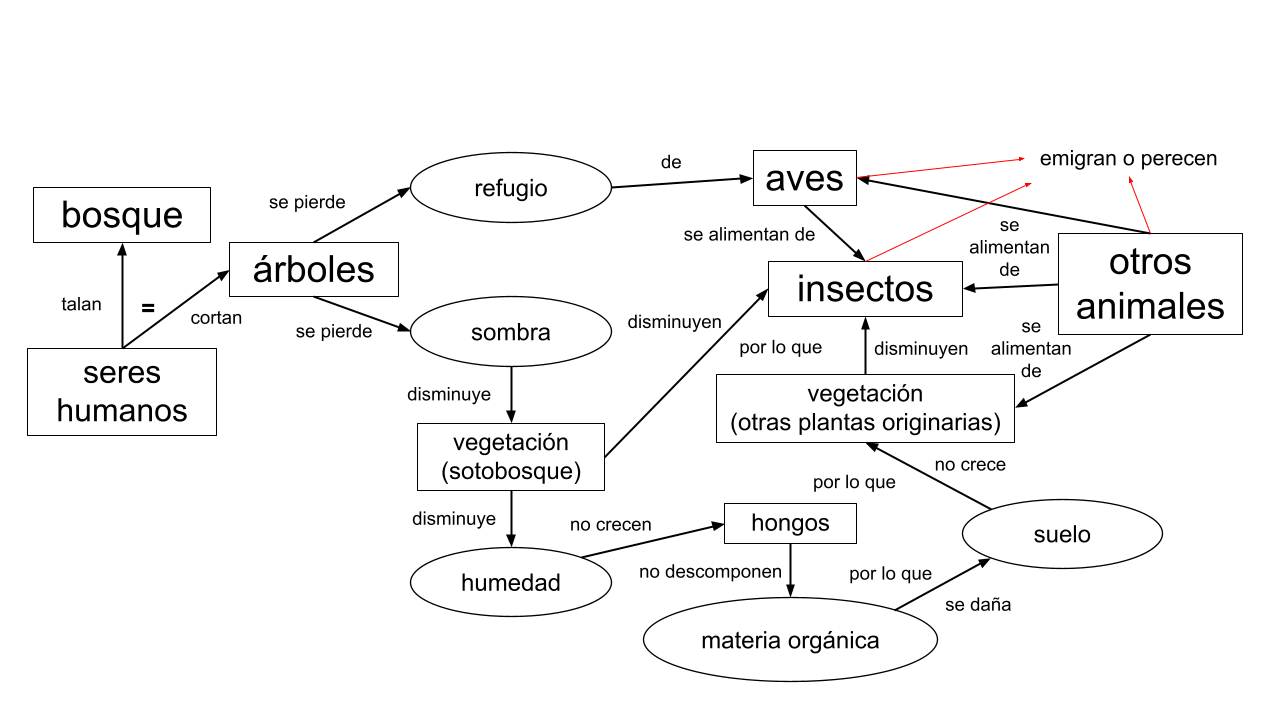 emigran o perecen
de
aves
refugio
se pierde
bosque
se alimentan de
se
alimentan
de
otros
animales
árboles
insectos
talan
=
cortan
se pierde
sombra
disminuyen
por lo que
disminuyen
se
alimentan
de
seres
humanos
disminuye
vegetación
(otras plantas originarias)
vegetación
(sotobosque)
no crece
por lo que
disminuye
no crecen
hongos
suelo
humedad
no descomponen
por lo que
se daña
materia orgánica